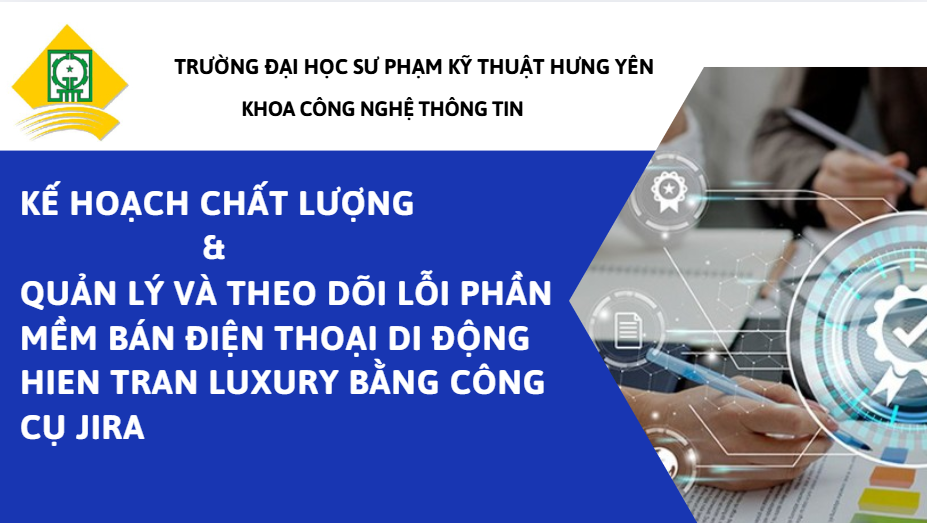 TRƯỜNG ĐẠI HỌC SƯ PHẠM KỸ THUẬT HƯNG YÊN
KHOA CÔNG NGHỆ THÔNG TIN
KẾ HOẠCH CHẤT LƯỢNG
&
QUẢN LÝ VÀ THEO DÕI LỖI PHẦN
MỀM BÁN ĐIỆN THOẠI DI ĐỘNG
HIEN TRAN LUXURY BẰNG CÔNG
CỤ JIRA